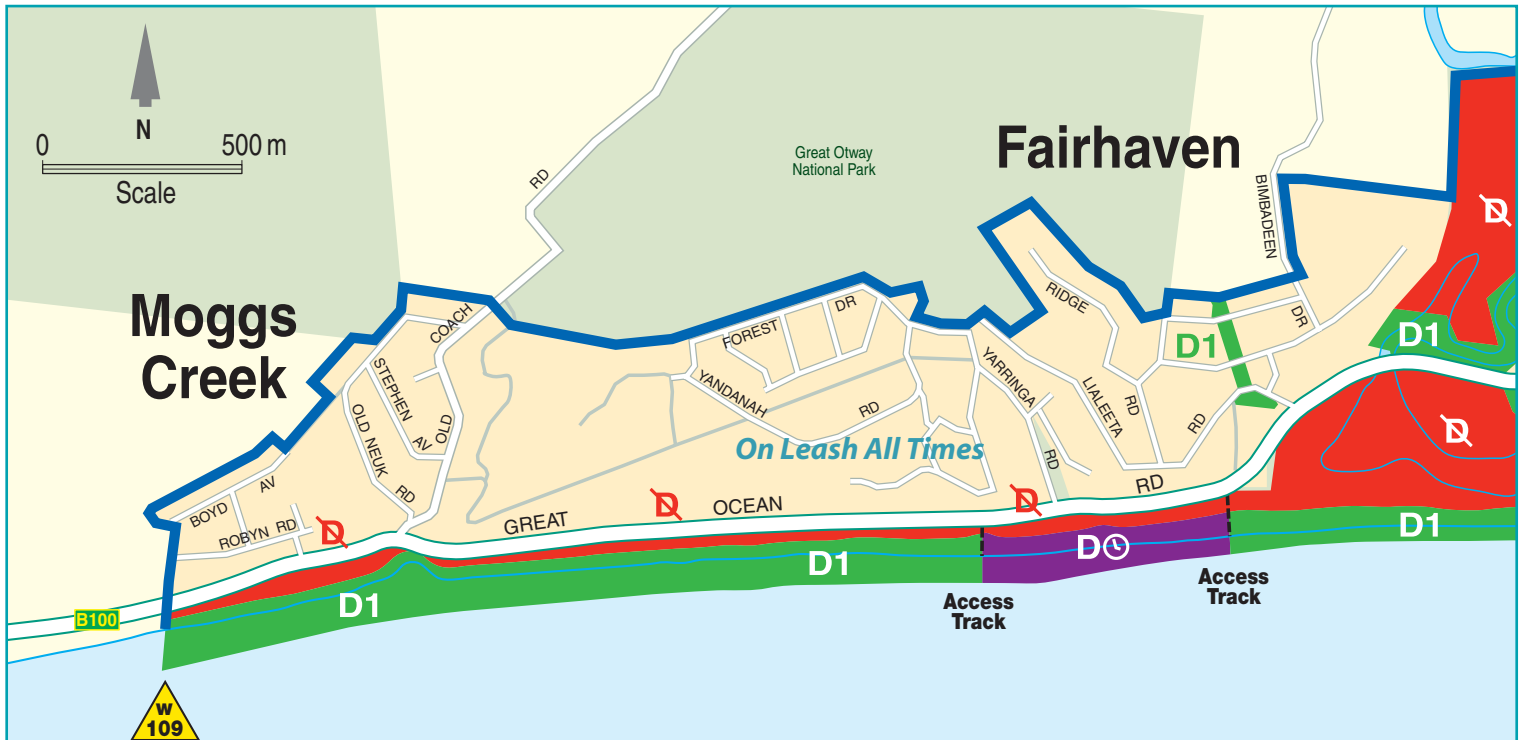 N
0 500 m
Scale
RD
Great Otway
National Park
Fairhaven
BIMBADEEN
DR
D
Moggs
Creek
COACH
OLD
STEPHEN
AV
OLD NEUK
RD
BOYD
AV
ROBYN RD
FOREST
DR
YANDANAH
RD
RIDGE
RD
YARRINGA
RD
LIALEETA
RD
D1
D1
D
On Leash All Times
D
D
D
GREAT
OCEAN
RD
D1
D1
D
D1
Access
Track
Access
Track
B100
W
109